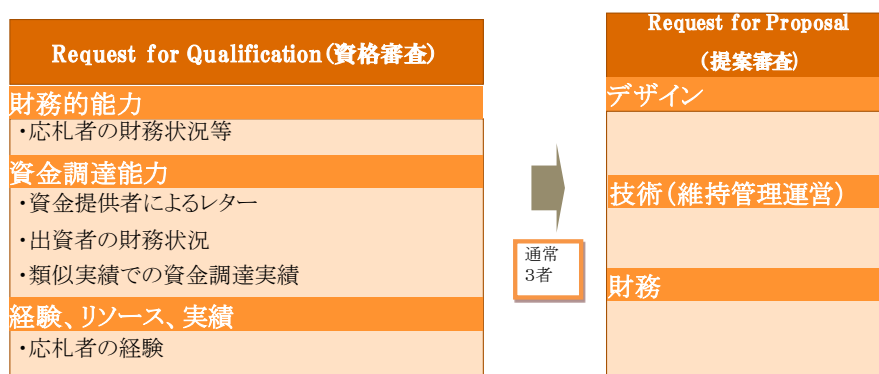 Request for Qualification(資格審査)
財務的能力
・応札者の財務状況等
資金調達能力
・資金提供者によるレター
・出資者の財務状況
・類似実績での資金調達実績
経験、リソース、実績
・応札者の経験
通常
3者
Request for Proposal
(提案審査)
デザイン
技術(維持管理運営)
財務